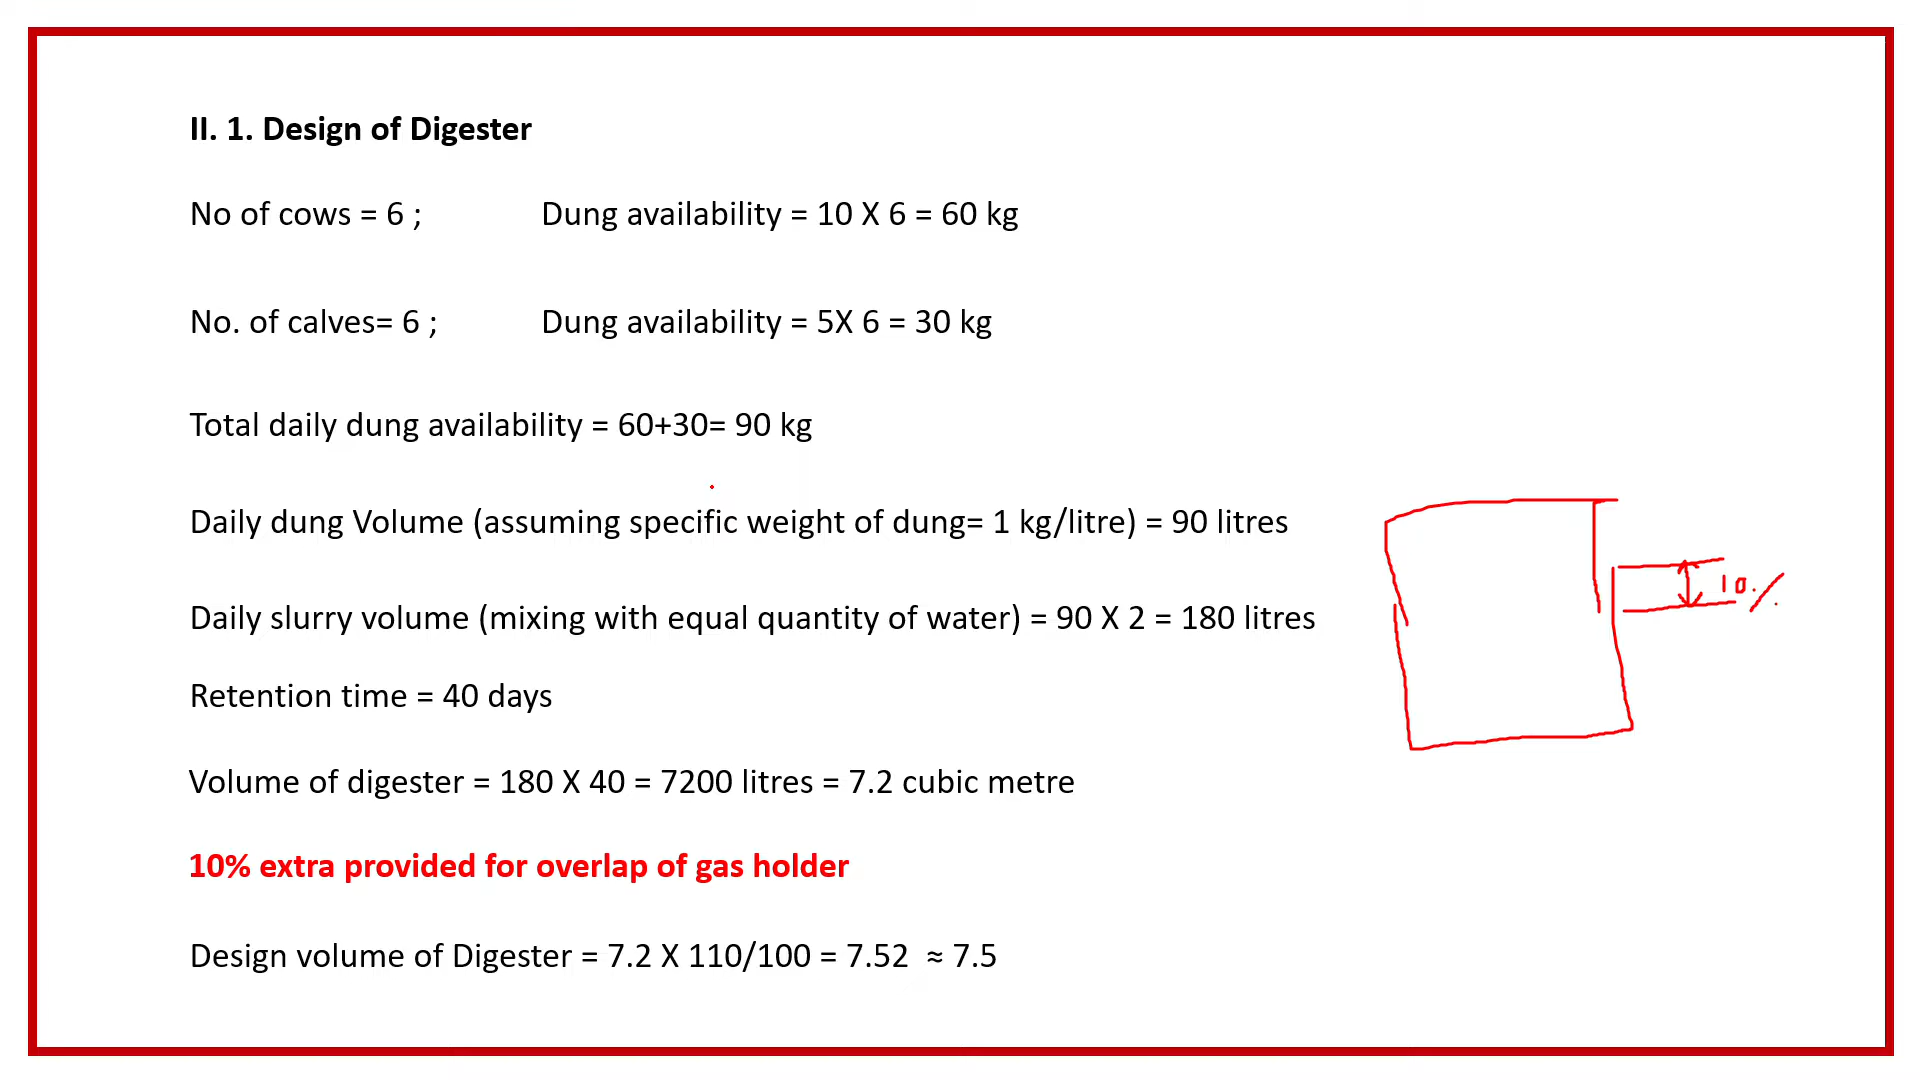 II. 1. Design of Digester
No of cows = 6 ; Dung availability = 10 X 6 = 60 kg
No. of calves= 6 ; Dung availability = 5X 6 = 30 kg
Total daily dung availability = 60+30= 90 kg
Daily dung Volume (assuming specific weight of dung= 1 kg/litre) = 90 litres
10./.
Daily slurry volume (mixing with equal quantity of water) = 90 X 2 = 180 litres
Retention time = 40 days
Volume of digester = 180 X 40 = 7200 litres = 7.2 cubic metre
10% extra provided for overlap of gas holder
Design volume of Digester = 7.2 X 110/100 = 7.52 ≈ 7.5